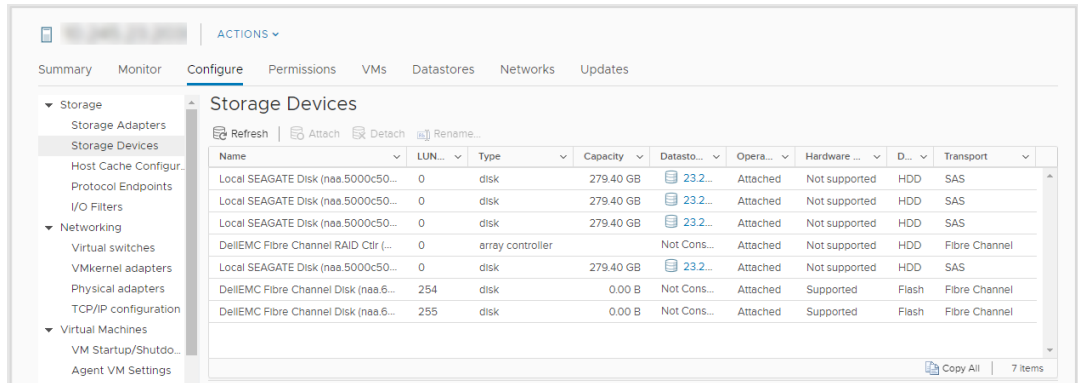 ACTIONS
Summary Monitor Configure Permissions VMs Datastores Networks Updates
Storage
Storage Adapters
Storage Devices
Host Cache Configur..
Protocol Endpoints
I/O Filters
Networking
Virtual switches
VMkernel adapters
Physical adapters
TCP/IP configuration
Virtual Machines
VM Startup/Shutdo...
Agent VM Settings
Storage Devices
Refresh Attach Detach Rename...
Name LUN... Type Capacity Datasto... Opera... Hardware ... D... Transport
Local SEAGATE Disk (naa.5000c50... 0 disk 279.40 GB 23.2... Attached Not supported HDD SAS
Local SEAGATE Disk (naa.5000c50... 0 disk 279.40 GB 23.2... Attached Not supported HDD SAS
Local SEAGATE Disk (naa.5000c50... 0 disk 279.40 GB 23.2... Attached Not supported HDD SAS
DellEMC Fibre Channel RAID Ctlr (... 0 array controller Not Cons... Attached Not supported HDD Fibre Channel
Local SEAGATE Disk (naa.5000c50... 0 disk 279.40 GB 23.2... Attached Not supported HDD SAS
DellEMC Fibre Channel Disk (naa.6... 254 disk 0.00 B Not Cons... Attached Supported Flash Fibre Channel
DellEMC Fibre Channel Disk (naa.6... 255 disk 0.00 B Not Cons... Attached Supported Flash Fibre Channel
Copy All 7 items